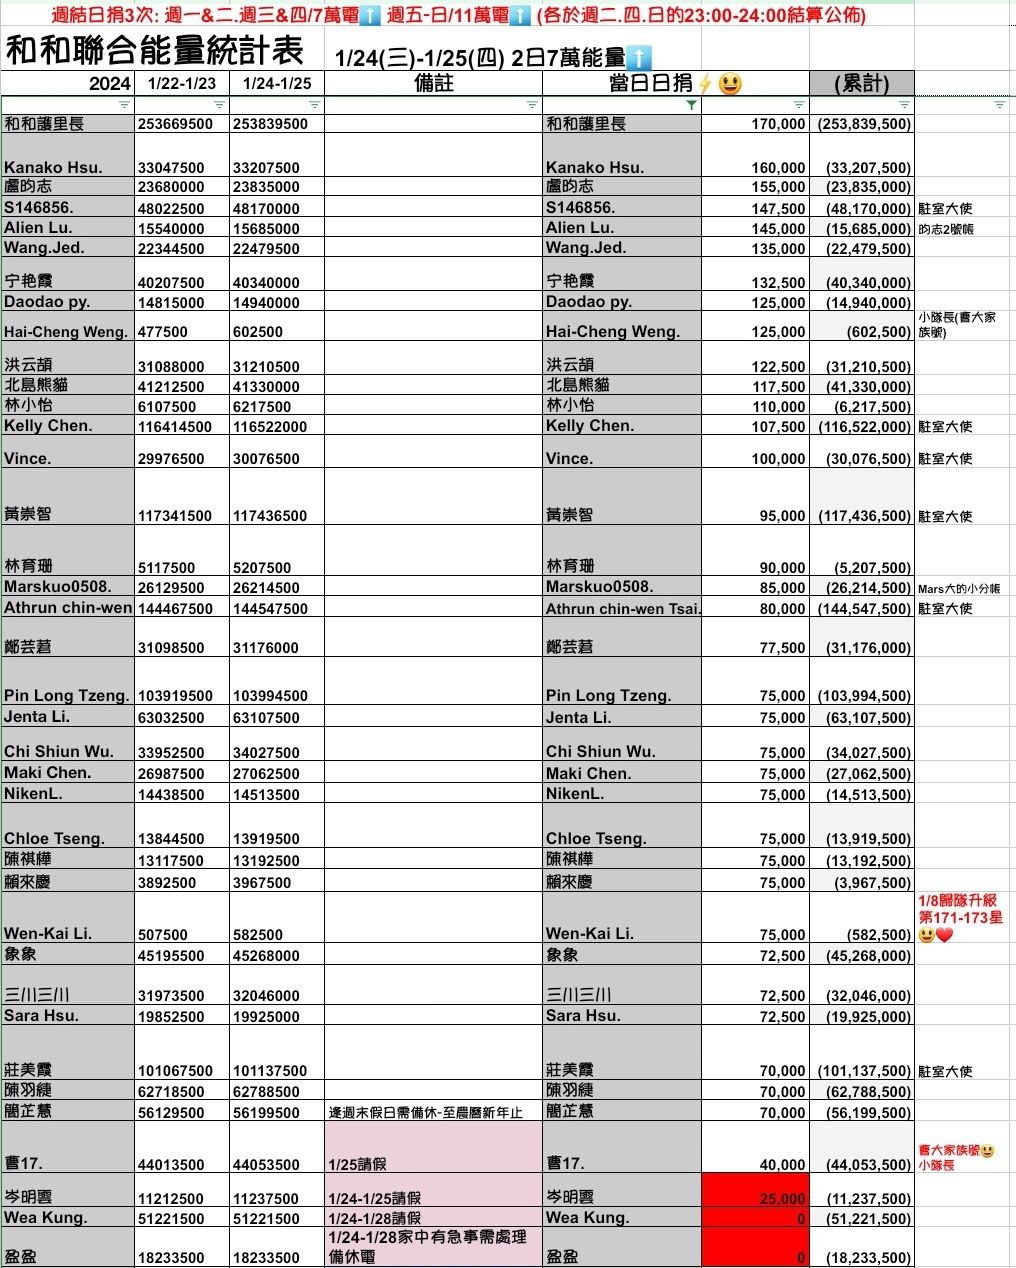 週結日捐3次: 週一&二.週三&四/7萬電⬆️ 週五-日/11萬電⬆️ (各於週二.四.日的23:00-24:00結算公佈)
和和聯合能量統計表 1/24(三)-1/25(四) 2日7萬能量⬆️
2024 1/22-1/23 1/24-1/25 備註 當日日捐⚡😃 (累計)
和和護里長 253669500 253839500 和和護里長 170,000 (253,839,500)
Kanako Hsu. 33047500 33207500 Kanako Hsu. 160,000 (33,207,500)
盧昀志 23680000 23835000 盧昀志 155,000 (23,835,000)
S146856. 48022500 48170000 S146856. 147,500 (48,170,000) 駐室大使
Alien Lu. 15540000 15685000 Alien Lu. 145,000 (15,685,000) 昀志2號帳
Wang.Jed. 22344500 22479500 Wang.Jed. 135,000 (22,479,500)
宁艳霞 40207500 40340000 宁艳霞 132,500 (40,340,000)
Daodao py. 14815000 14940000 Daodao py. 125,000 (14,940,000)
Hai-Cheng Weng. 477500 602500 Hai-Cheng Weng. 125,000 (602,500) 小隊長(曹大家
族號)
洪云頡 31088000 31210500 洪云頡 122,500 (31,210,500)
北島熊貓 41212500 41330000 北島熊貓 117,500 (41,330,000)
林小怡 6107500 6217500 林小怡 110,000 (6,217,500)
Kelly Chen. 116414500 116522000 Kelly Chen. 107,500 (116,522,000) 駐室大使
Vince. 29976500 30076500 Vince. 100,000 (30,076,500) 駐室大使
黃崇智 117341500 117436500 黃崇智 95,000 (117,436,500) 駐室大使
林育珊 5117500 5207500 林育珊 90,000 (5,207,500)
Marskuo0508. 26129500 26214500 Marskuo0508. 85,000 (26,214,500) Mars大的小分帳
Athrun chin-wen 144467500 144547500 Athrun chin-wen Tsai. 80,000 (144,547,500) 駐室大使
鄭芸莙 31098500 31176000 鄭芸莙 77,500 (31,176,000)
Pin Long Tzeng. 103919500 103994500 Pin Long Tzeng. 75,000 (103,994,500)
Jenta Li. 63032500 63107500 Jenta Li. 75,000 (63,107,500)
Chi Shiun Wu. 33952500 34027500 Chi Shiun Wu. 75,000 (34,027,500)
Maki Chen. 26987500 27062500 Maki Chen. 75,000 (27,062,500)
NikenL. 14438500 14513500 NikenL. 75,000 (14,513,500)
Chloe Tseng. 13844500 13919500 Chloe Tseng. 75,000 (13,919,500)
陳祺樺 13117500 13192500 陳祺樺 75,000 (13,192,500)
賴來慶 3892500 3967500 賴來慶 75,000 (3,967,500)
Wen-Kai Li. 507500 582500 Wen-Kai Li. 75,000 (582,500) 1/8歸隊升級
第171-173星
😃❤️
象象 45195500 45268000 象象 72,500 (45,268,000)
三川三川 31973500 32046000 三川三川 72,500 (32,046,000)
Sara Hsu. 19852500 19925000 Sara Hsu. 72,500 (19,925,000)
莊美霞 101067500 101137500 莊美霞 70,000 (101,137,500) 駐室大使
陳羽緁 62718500 62788500 陳羽緁 70,000 (62,788,500)
簡芷慧 56129500 56199500 逢週末假日需備休-至農曆新年止 簡芷慧 70,000 (56,199,500)
曹17. 44013500 44053500 1/25請假 曹17. 40,000 (44,053,500) 曹大家族號😃
小隊長
岑明雲 11212500 11237500 1/24-1/25請假 岑明雲 25,000 (11,237,500)
Wea Kung. 51221500 51221500 1/24-1/28請假 Wea Kung. 0 (51,221,500)
盈盈 18233500 18233500 1/24-1/28家中有急事需處理
備休電 盈盈 0 (18,233,500)